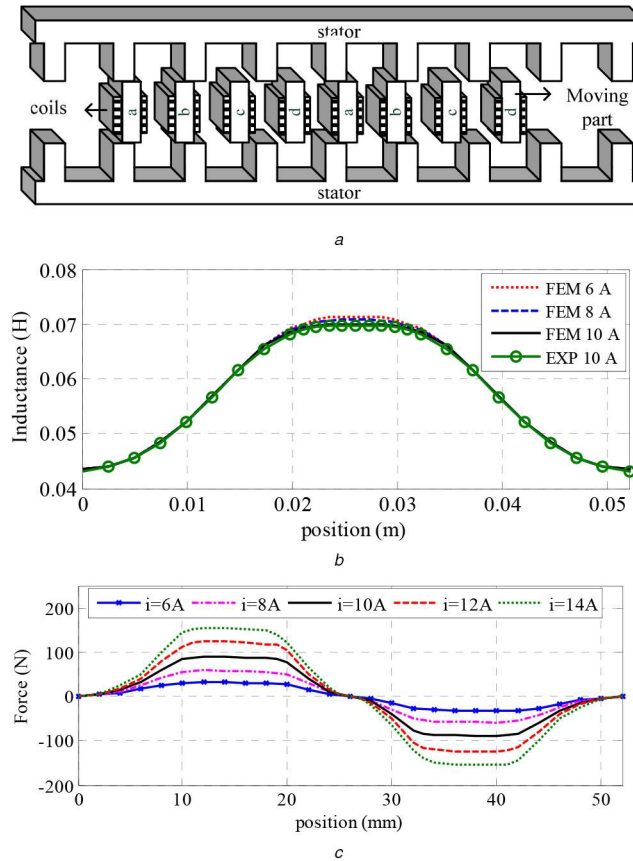 stator
coils
a b c d a b c d
Moving
part
stator
a
0.08
0.07
0.06
0.05
0.04
Inductance (H)
FEM 6 A
FEM 8 A
FEM 10 A
EXP 10 A
0 0.01 0.02 0.03 0.04 0.05
position (m)
b
200
100
0
-100
-200
Force (N)
i=6A i=8A i=10A i=12A i=14A
0 10 20 30 40 50
position (mm)
c